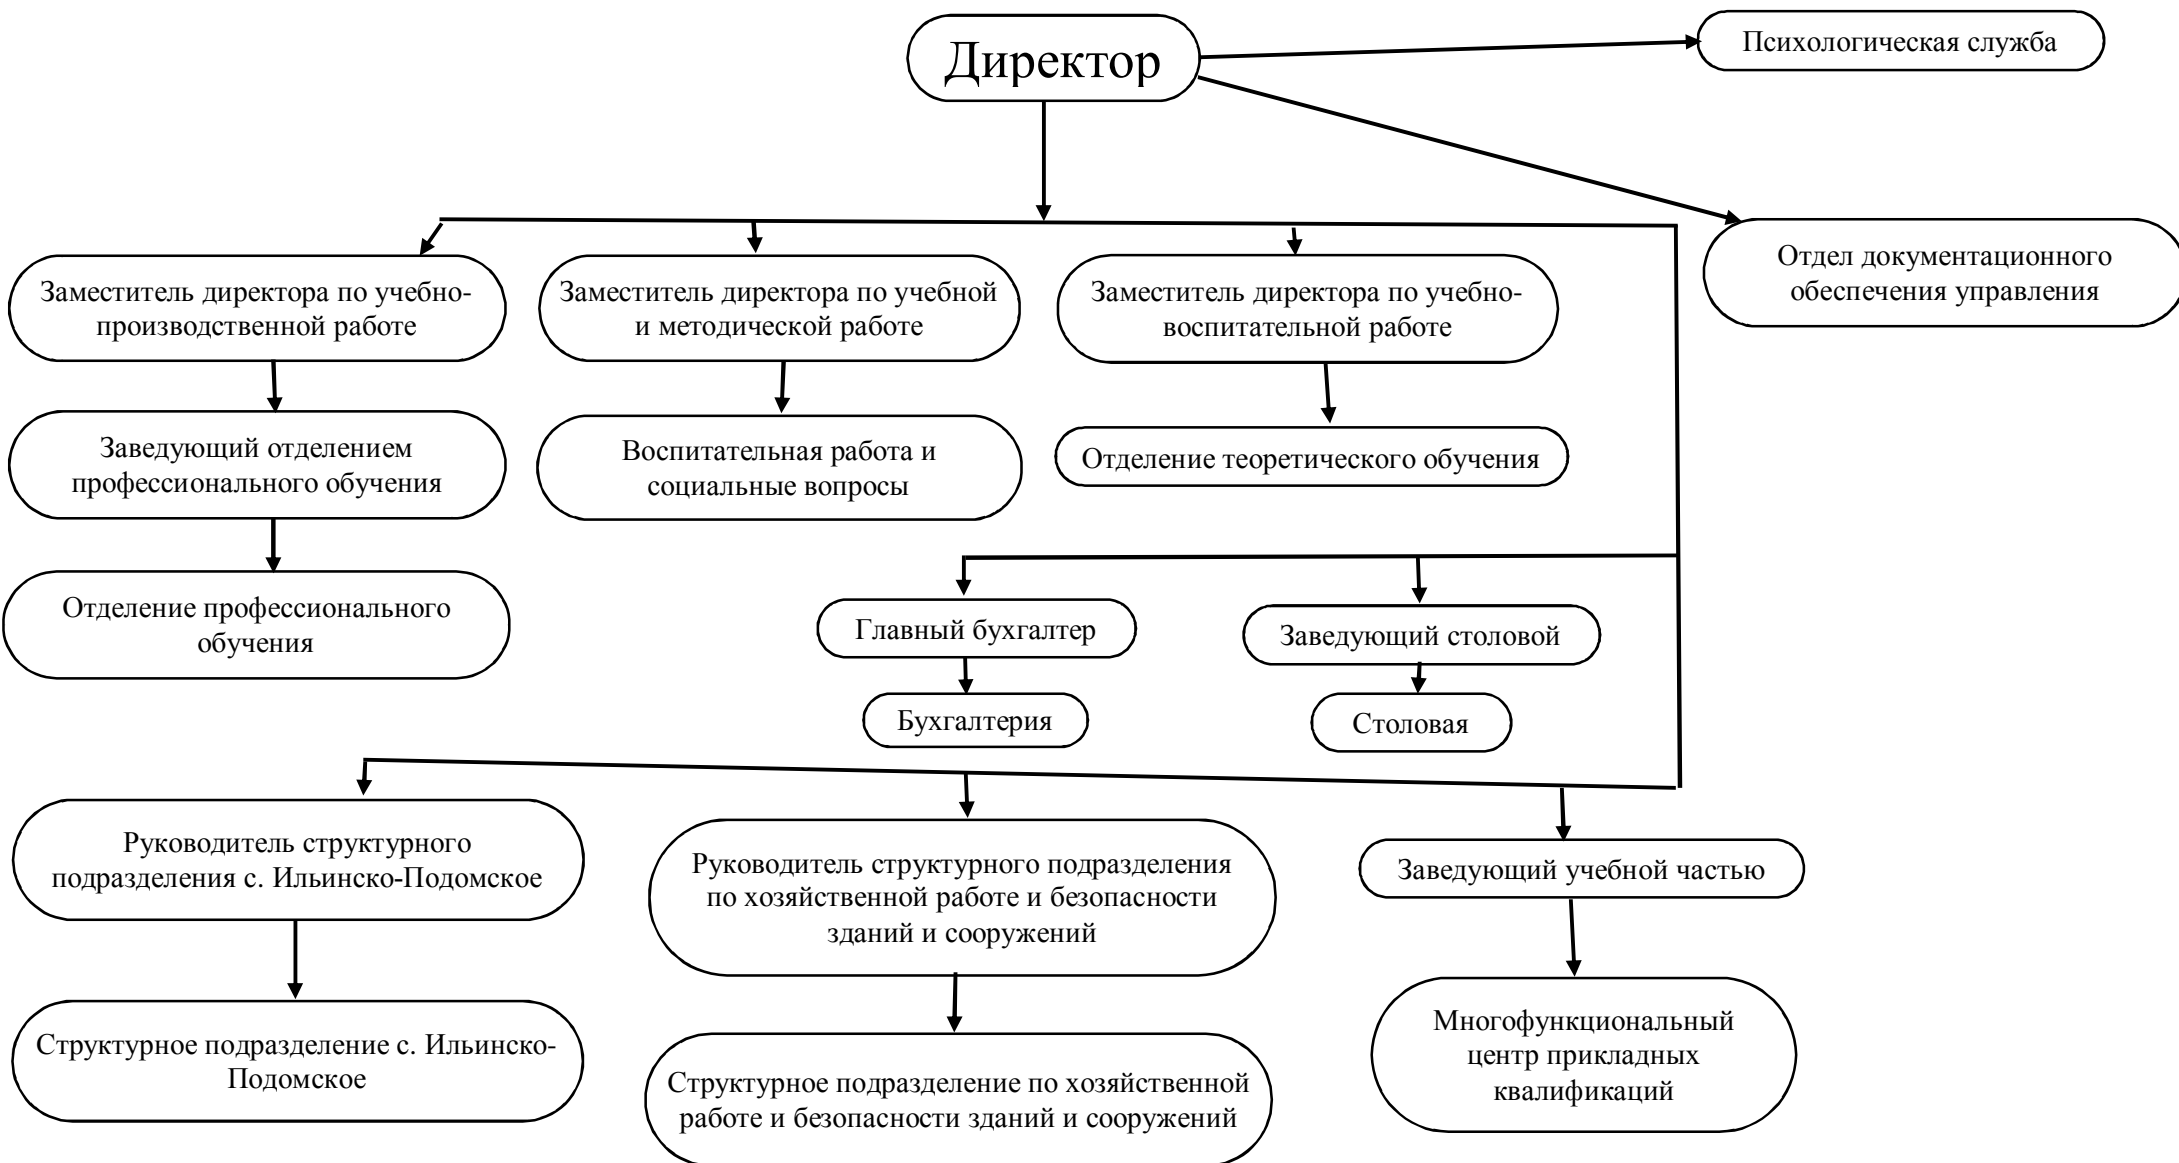 Директор
Психологическая служба
Отдел документационного
обеспечения управления
Заместитель директора по учебно-
производственной работе
Заместитель директора по учебной
и методической работе
Заместитель директора по учебно-
воспитательной работе
Заведующий отделением
профессионального обучения
Воспитательная работа и
социальные вопросы
Отделение теоретического обучения
Отделение профессионального
обучения
Главный бухгалтер
Заведующий столовой
Бухгалтерия
Столовая
Руководитель структурного
подразделения с. Ильинско-Подомское
Руководитель структурного подразделения
по хозяйственной работе и безопасности
зданий и сооружений
Заведующий учебной частью
Структурное подразделение с. Ильинско-
Подомское
Структурное подразделение по хозяйственной
работе и безопасности зданий и сооружений
Многофункциональный
центр прикладных
квалификаций